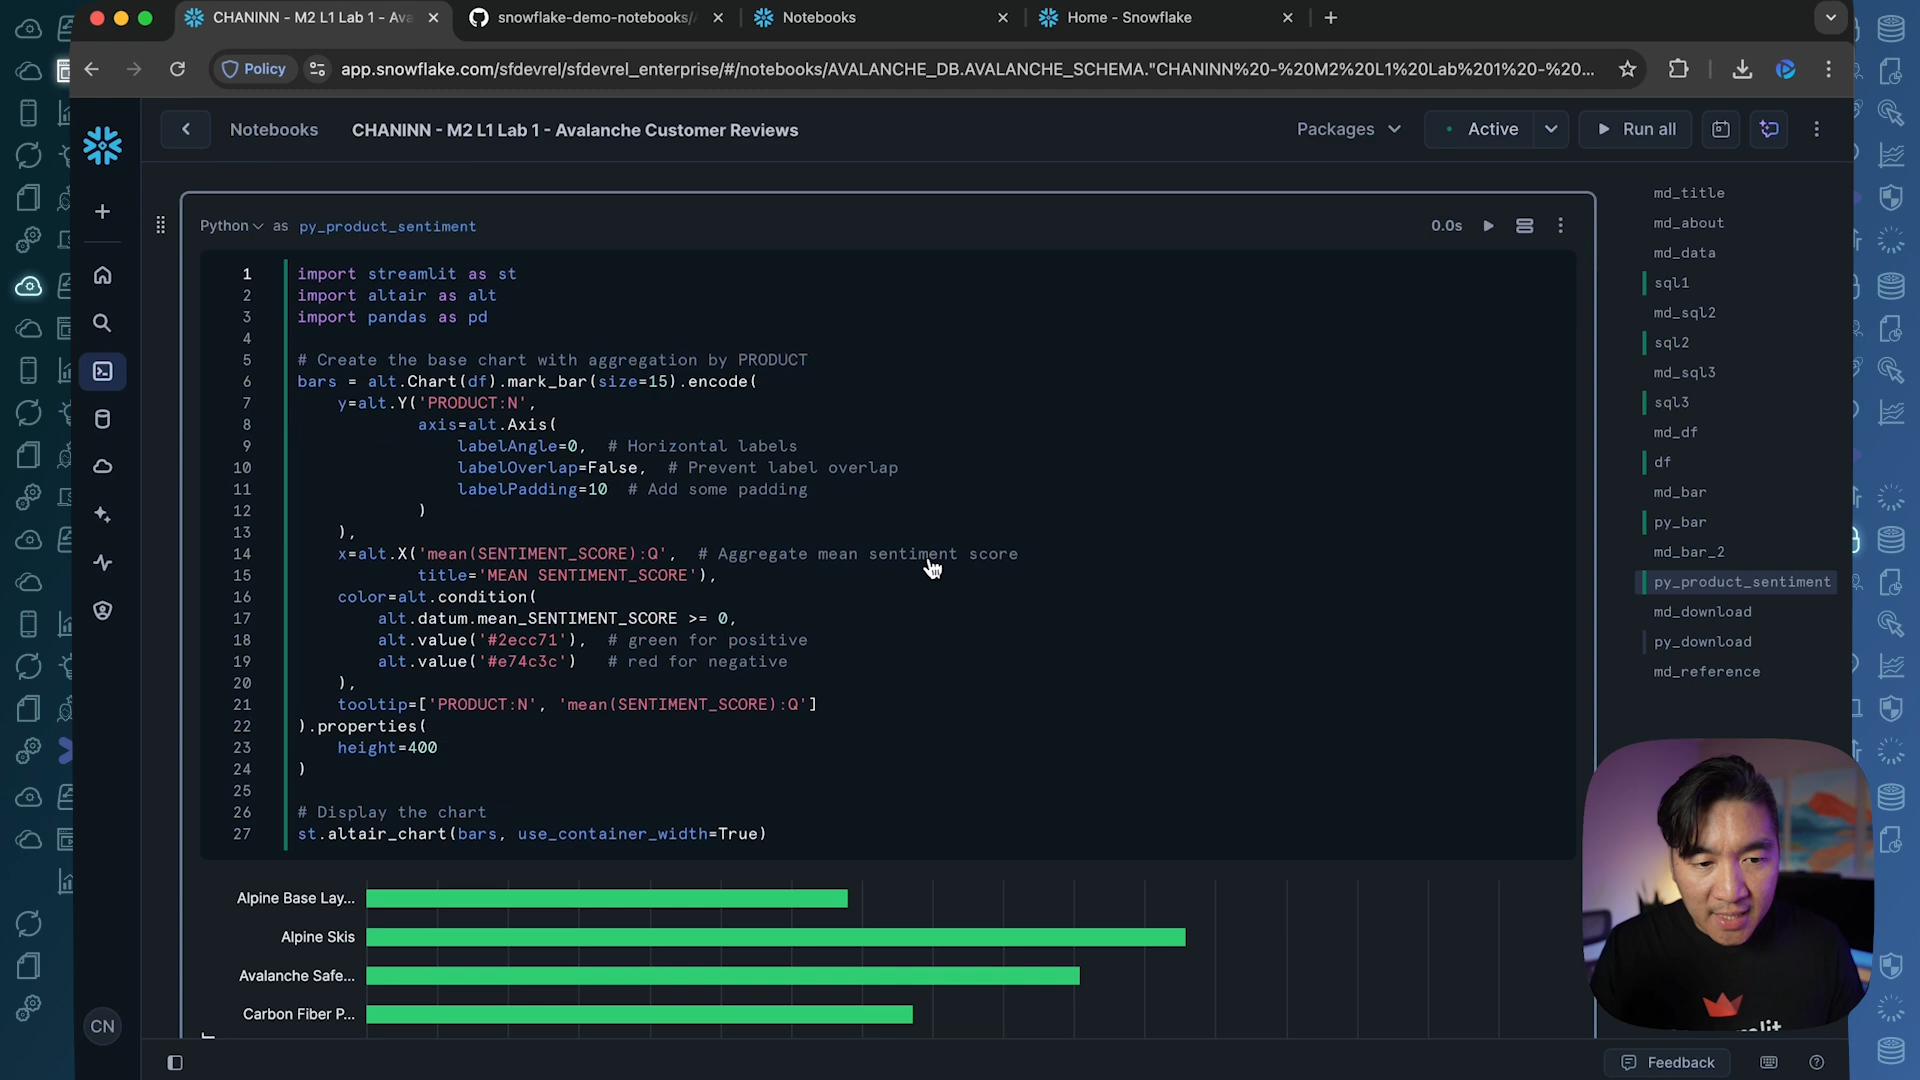 CHANINN - M2 L1 Lab 1 - Ava
snowflake-demo-notebooks/
Notebooks
Home - Snowflake
Policy
app.snowflake.com/sfdevrel/sfdevrel_enterprise/#/notebooks/AVALANCHE_DB.AVALANCHE_SCHEMA."CHANINN%20-%20M2%20L1%20Lab%201%20-%20...
Notebooks
CHANINN - M2 L1 Lab 1 - Avalanche Customer Reviews
Packages
Active
Run all
Python as py_product_sentiment
0.0s
1 import streamlit as st
2 import altair as alt
3 import pandas as pd
4
5 # Create the base chart with aggregation by PRODUCT
6 bars = alt.Chart(df).mark_bar(size=15).encode(
7 y=alt.Y('PRODUCT:N',
8 axis=alt.Axis(
9 labelAngle=0, # Horizontal labels
10 labelOverlap=False, # Prevent label overlap
11 labelPadding=10 # Add some padding
12 )
13 ),
14 x=alt.X('mean(SENTIMENT_SCORE):Q', # Aggregate mean sentiment score
15 title='MEAN SENTIMENT_SCORE'),
16 color=alt.condition(
17 alt.datum.mean_SENTIMENT_SCORE >= 0,
18 alt.value('#2ecc71'), # green for positive
19 alt.value('#e74c3c') # red for negative
20 ),
21 tooltip=['PRODUCT:N', 'mean(SENTIMENT_SCORE):Q']
22 ).properties(
23 height=400
24 )
25
26 # Display the chart
27 st.altair_chart(bars, use_container_width=True)
Alpine Base Lay...
Alpine Skis
Avalanche Safe...
Carbon Fiber P...
md_title
md_about
md_data
sql1
md_sql2
sql2
md_sql3
sql3
md_df
df
md_bar
py_bar
md_bar_2
py_product_sentiment
md_download
py_download
md_reference
CN
Feedback